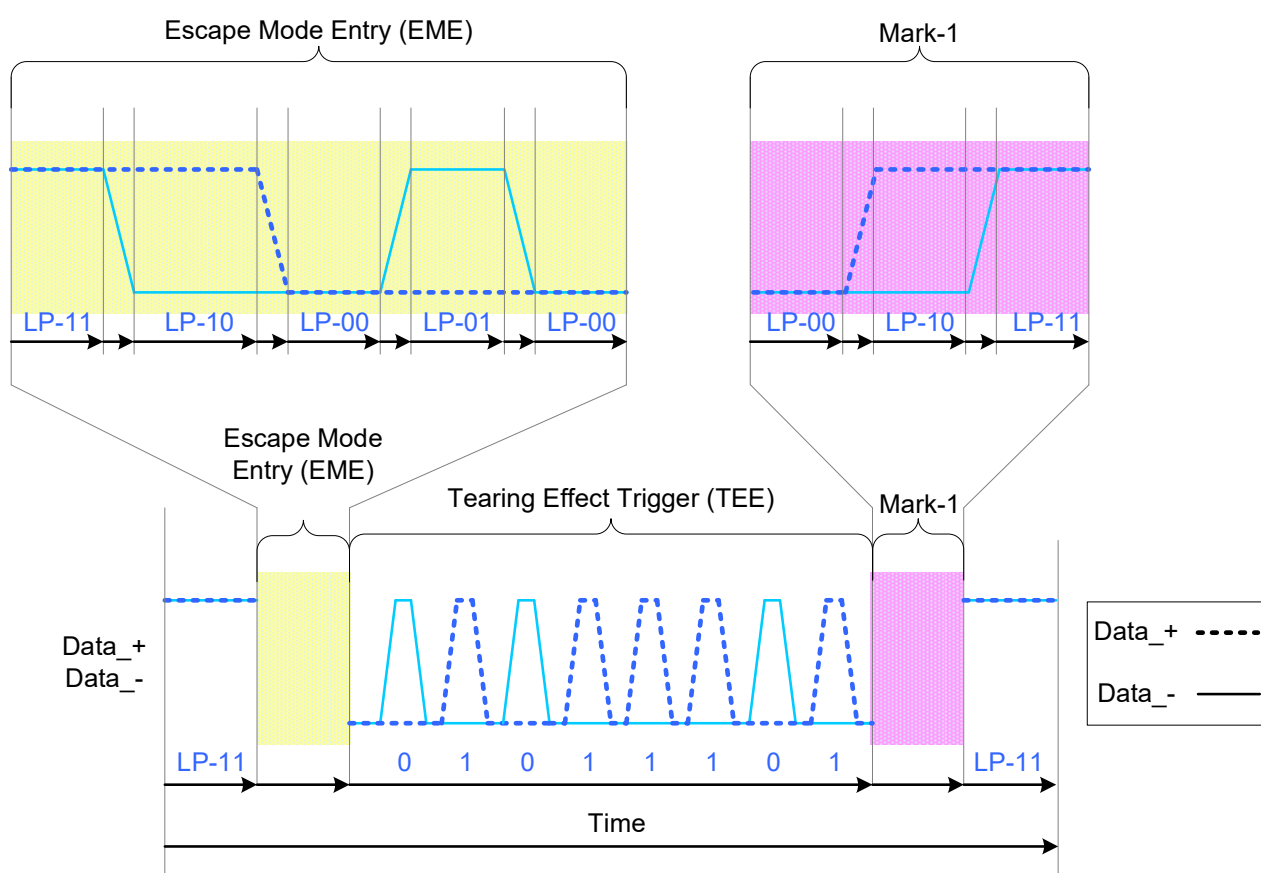 Escape Mode Entry (EME)
Mark-1
LP-11 LP-10 LP-00 LP-01 LP-00
LP-00 LP-10 LP-11
Escape Mode
Entry (EME)
Tearing Effect Trigger (TEE)
Mark-1
Data_+
Data_-
Data_+
Data_-
LP-11 0 1 0 1 1 1 0 1 LP-11
Time